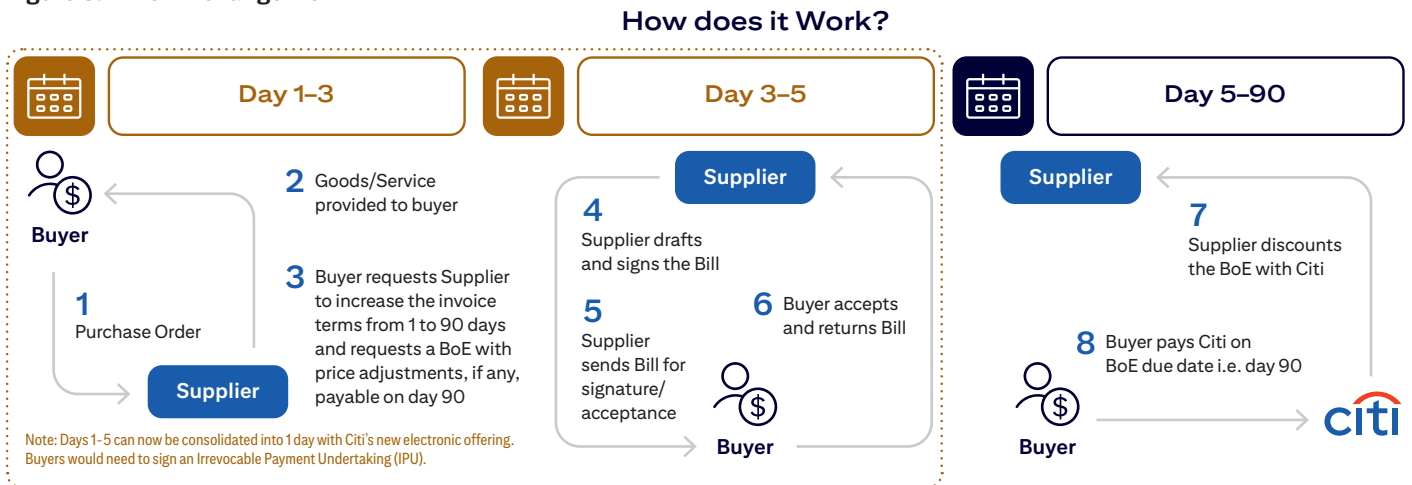 How does it Work?
Day 1–3
Day 3–5
Day 5–90
$
Buyer
1
Purchase Order
Supplier
2
Goods/Service
provided to buyer
3
Buyer requests Supplier
to increase the invoice
terms from 1 to 90 days
and requests a BoE with
price adjustments, if any,
payable on day 90
Note: Days 1-5 can now be consolidated into 1 day with Citi's new electronic offering.
Buyers would need to sign an Irrevocable Payment Undertaking (IPU).
Supplier
4
Supplier drafts
and signs the Bill
5
Supplier
sends Bill for
signature/
acceptance
6
Buyer accepts
and returns Bill
$
Buyer
Supplier
7
Supplier discounts
the BoE with Citi
8
Buyer pays Citi on
BoE due date i.e. day 90
$
Buyer
citi